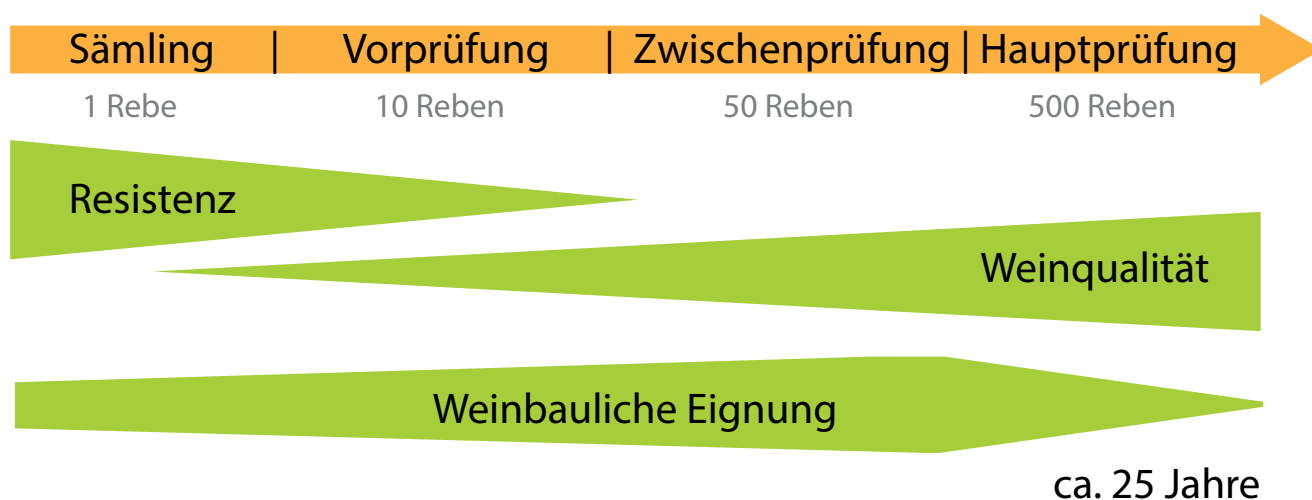 Sämling | Vorprüfung | Zwischenprüfung | Hauptprüfung
1 Rebe 10 Reben 50 Reben 500 Reben
Resistenz
Weinqualität
Weinbauliche Eignung
ca. 25 Jahre